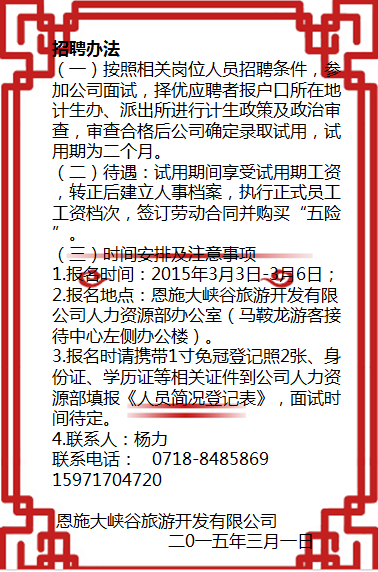 招聘办法
（一）按照相关岗位人员招聘条件，参
加公司面试，择优应聘者报户口所在地
计生办、派出所进行计生政策及政治审
查，审查合格后公司确定录取试用，试
用期为二个月。
（二）待遇：试用期间享受试用期工资
，转正后建立人事档案，执行正式员工
工资档次，签订劳动合同并购买“五险
”。
（三）时间安排及注意事项
1.报名时间：2015年3月3日-3月6日；
2.报名地点：恩施大峡谷旅游开发有限
公司人力资源部办公室（马鞍龙游客接
待中心左侧办公楼）。
3.报名时请携带1寸免冠登记照2张、身
份证、学历证等相关证件到公司人力资
源部填报《人员简况登记表》，面试时
间待定。
4.联系人：杨力
联系电话： 0718-8485869
15971704720
恩施大峡谷旅游开发有限公司
二0一五年三月一日